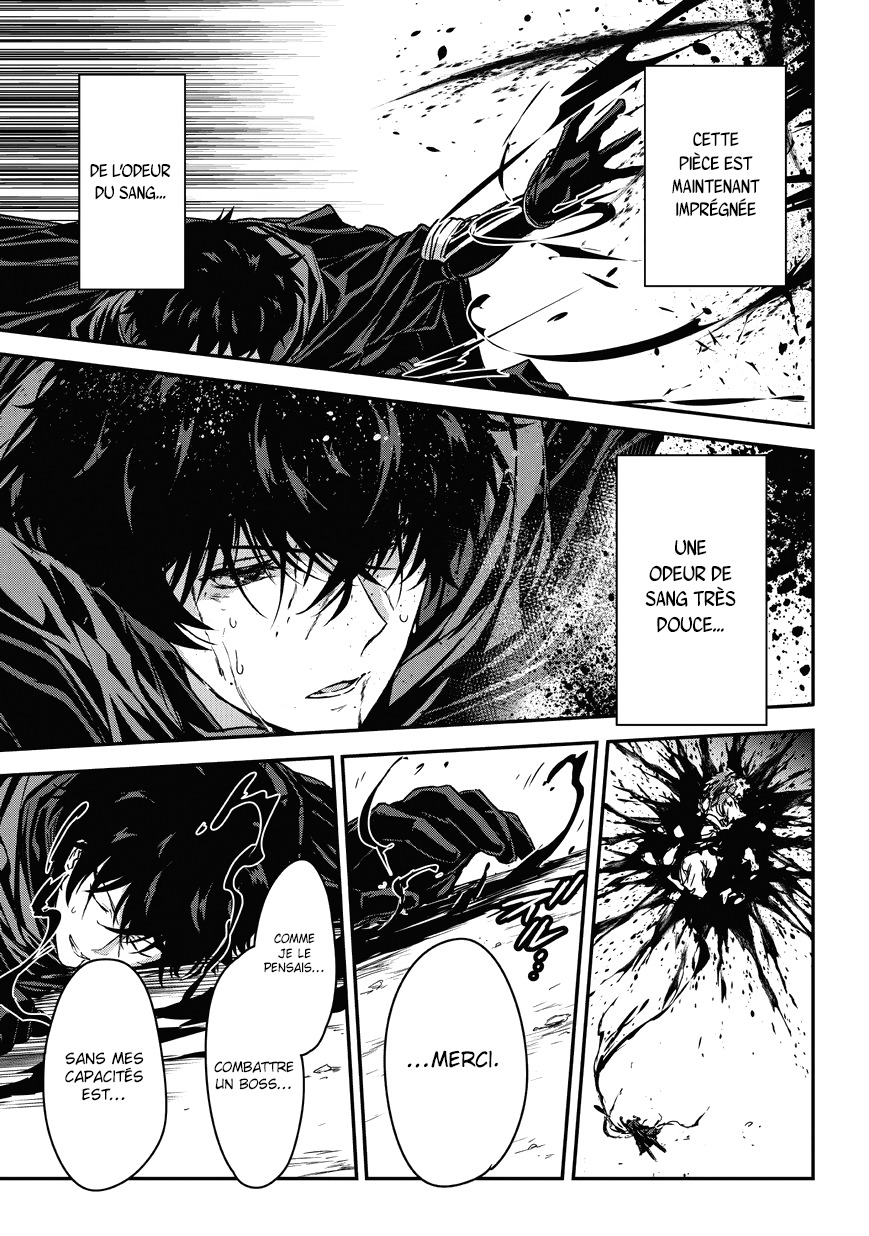 CETTE
PIÈCE EST
MAINTENANT
IMPRÉGNÉE
DE L'ODEUR
DU SANG...
UNE
ODEUR DE
SANG TRÈS
DOUCE...
...MERCI.
COMME
JE LE
PENSAIS...
COMBATTRE
UN BOSS...
SANS MES
CAPACITÉS
EST...